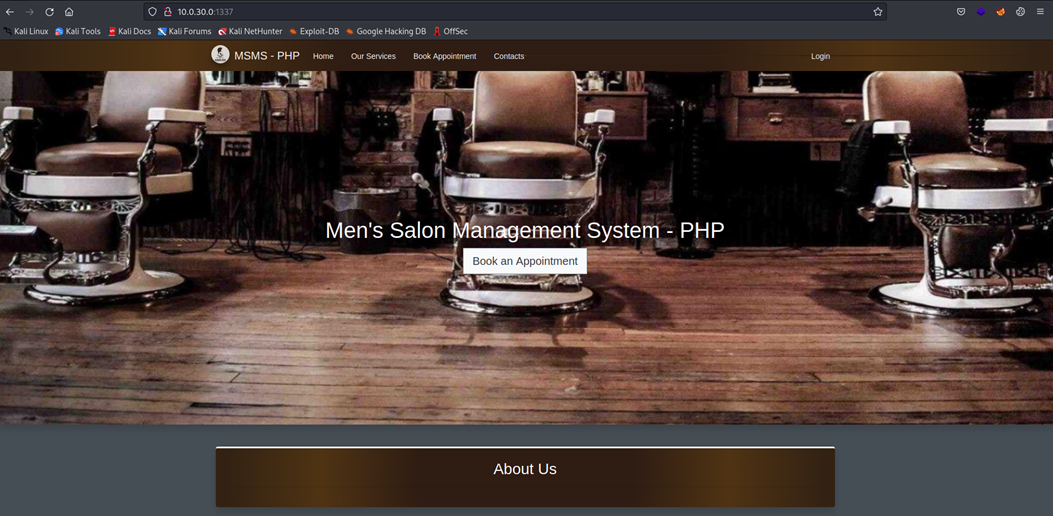 10.0.30.0:1337
Kali Linux Kali Tools Kali Docs Kali Forums Kali NetHunter Exploit-DB Google Hacking DB OffSec
MSMS - PHP Home Our Services Book Appointment Contacts Login
Men's Salon Management System - PHP
Book an Appointment
About Us